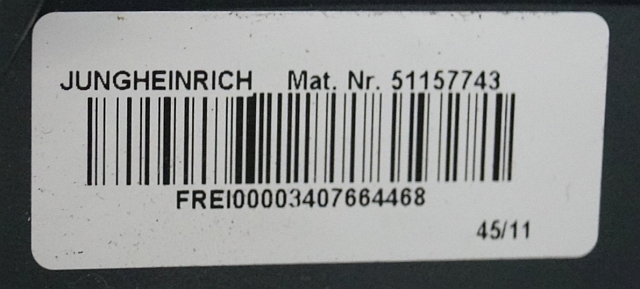 JUNGHEINRICH Mat. Nr. 51157743
FREI00003407664468
45/11